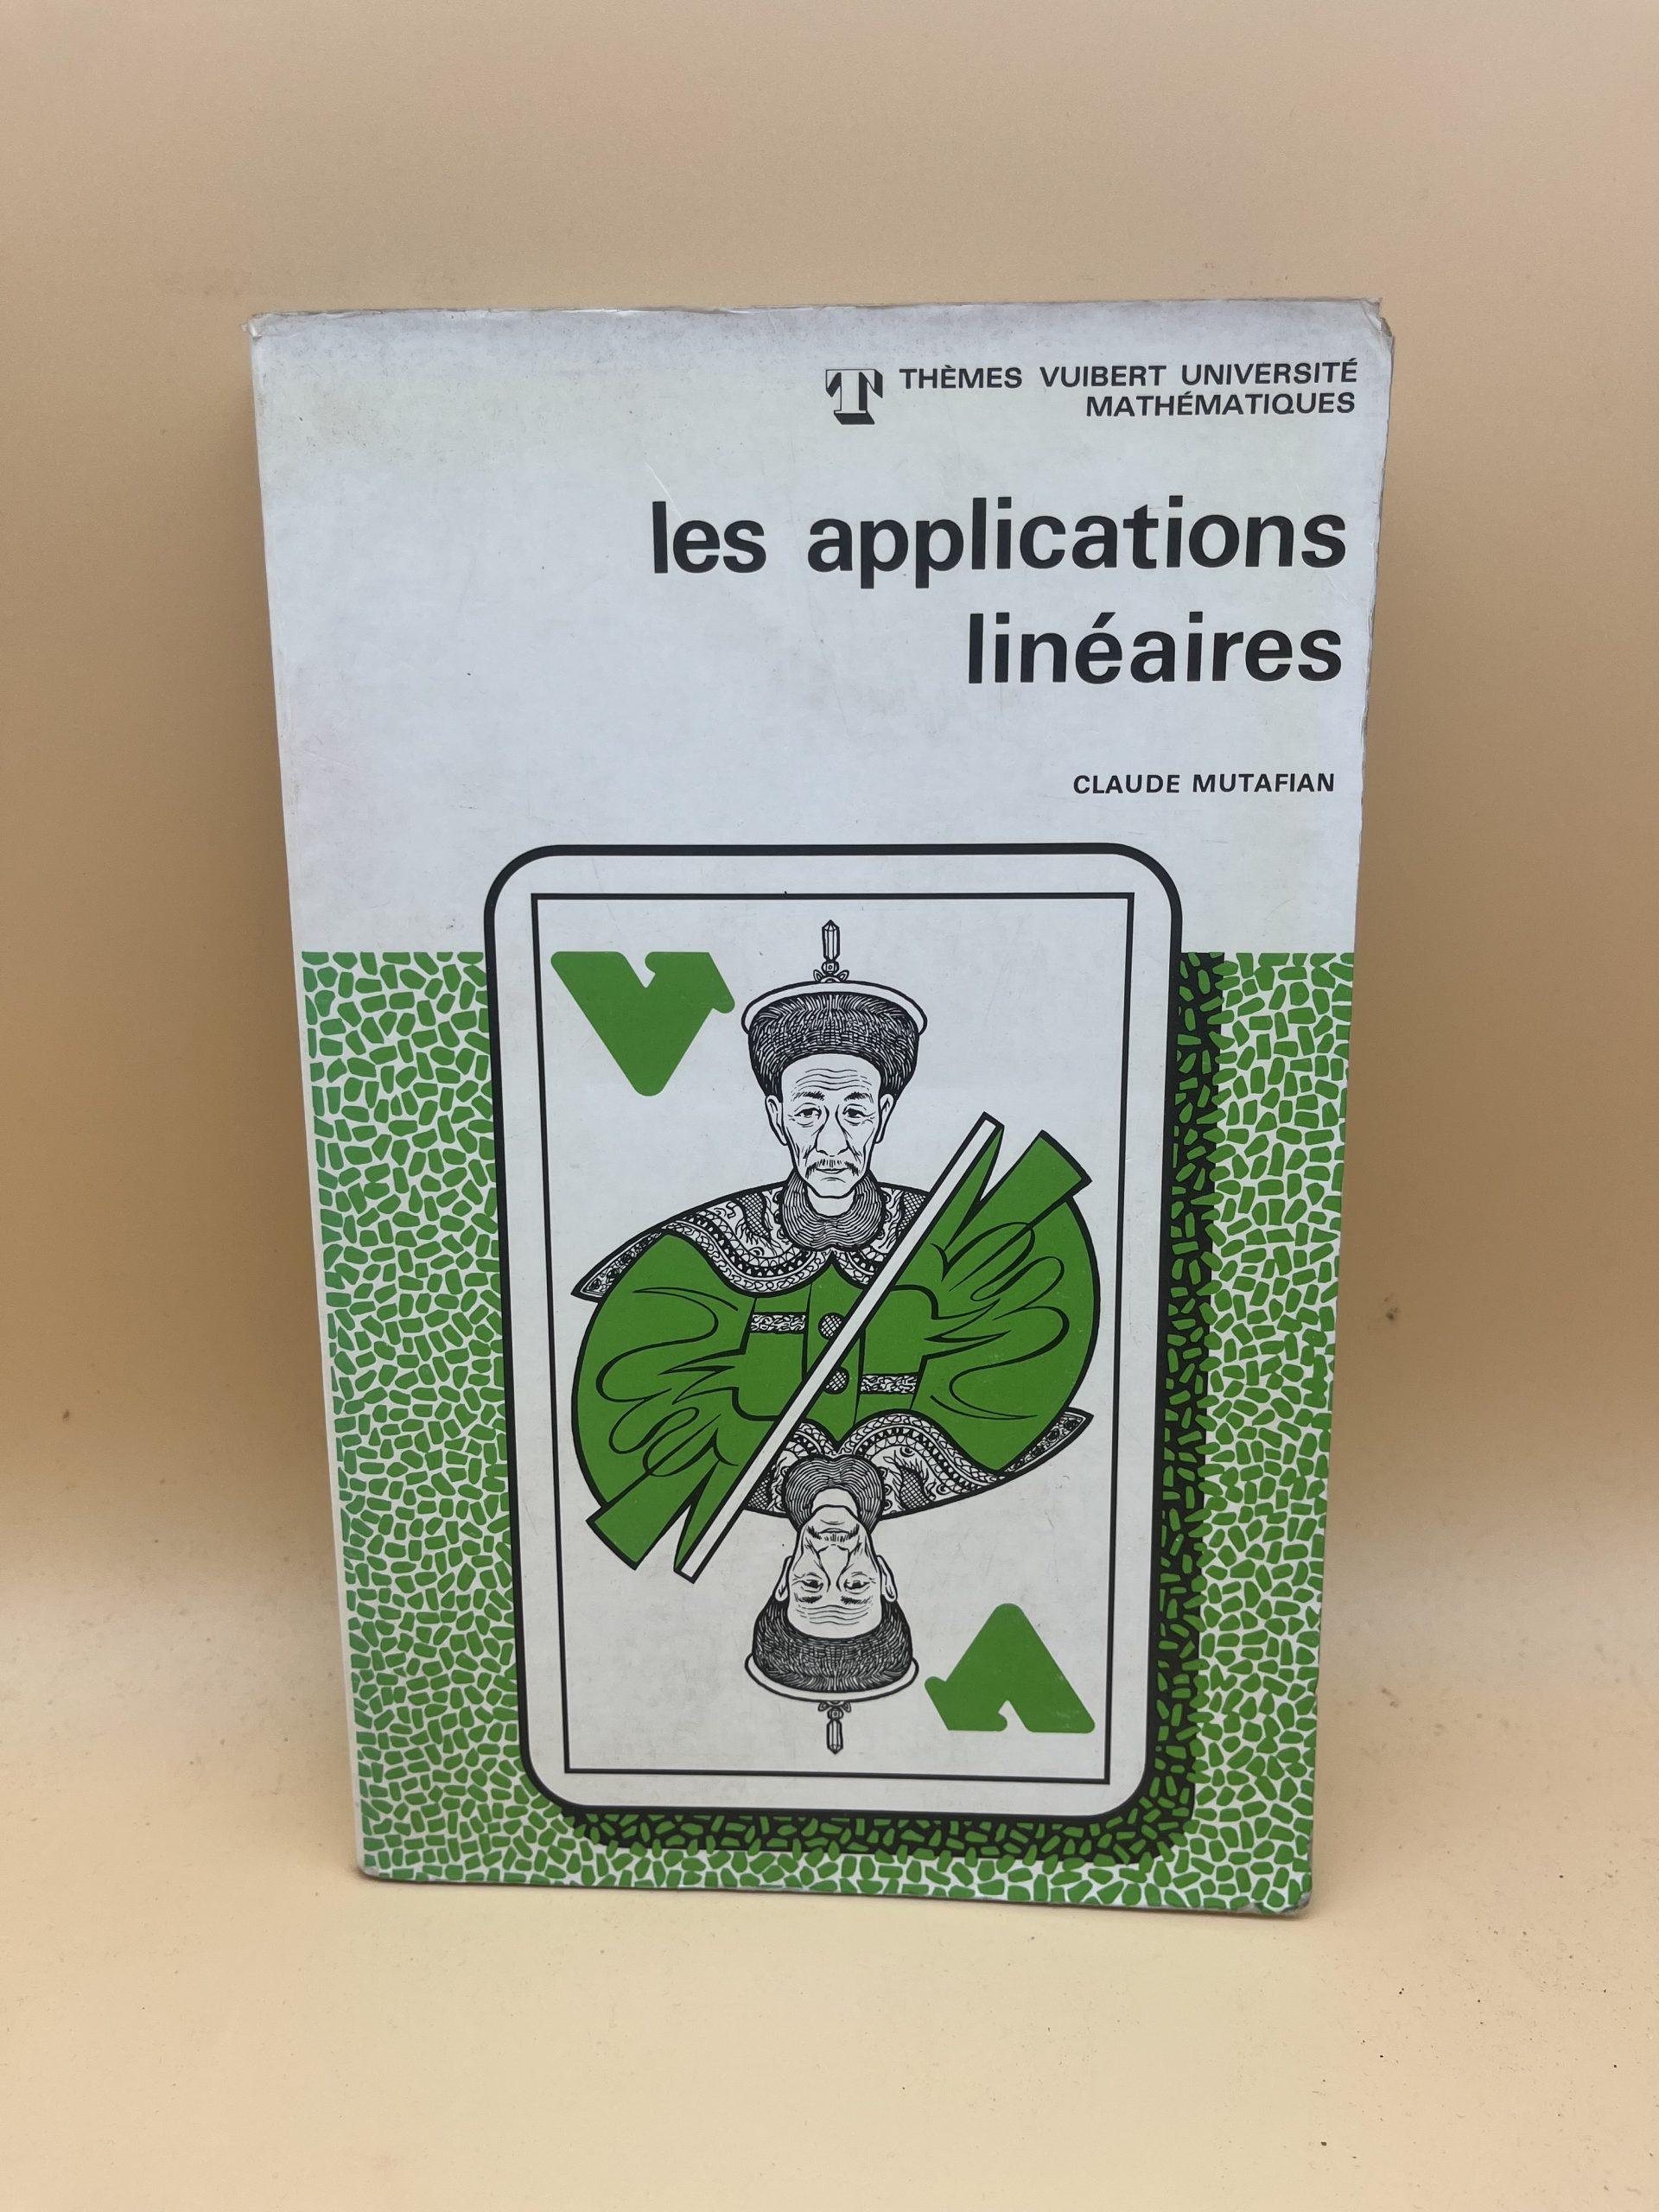 T THÈMES VUIBERT UNIVERSITÉ
MATHÉMATIQUES
les applications
linéaires
CLAUDE MUTAFIAN